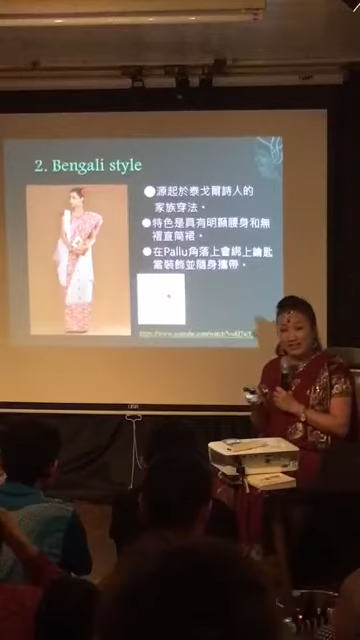 2. Bengali style
源起於泰戈爾詩人的
家族穿法。
特色是具有明顯腰身和無
褶直筒裙。
在Pallu角落上會綁上鑰匙
當裝飾並隨身攜帶。